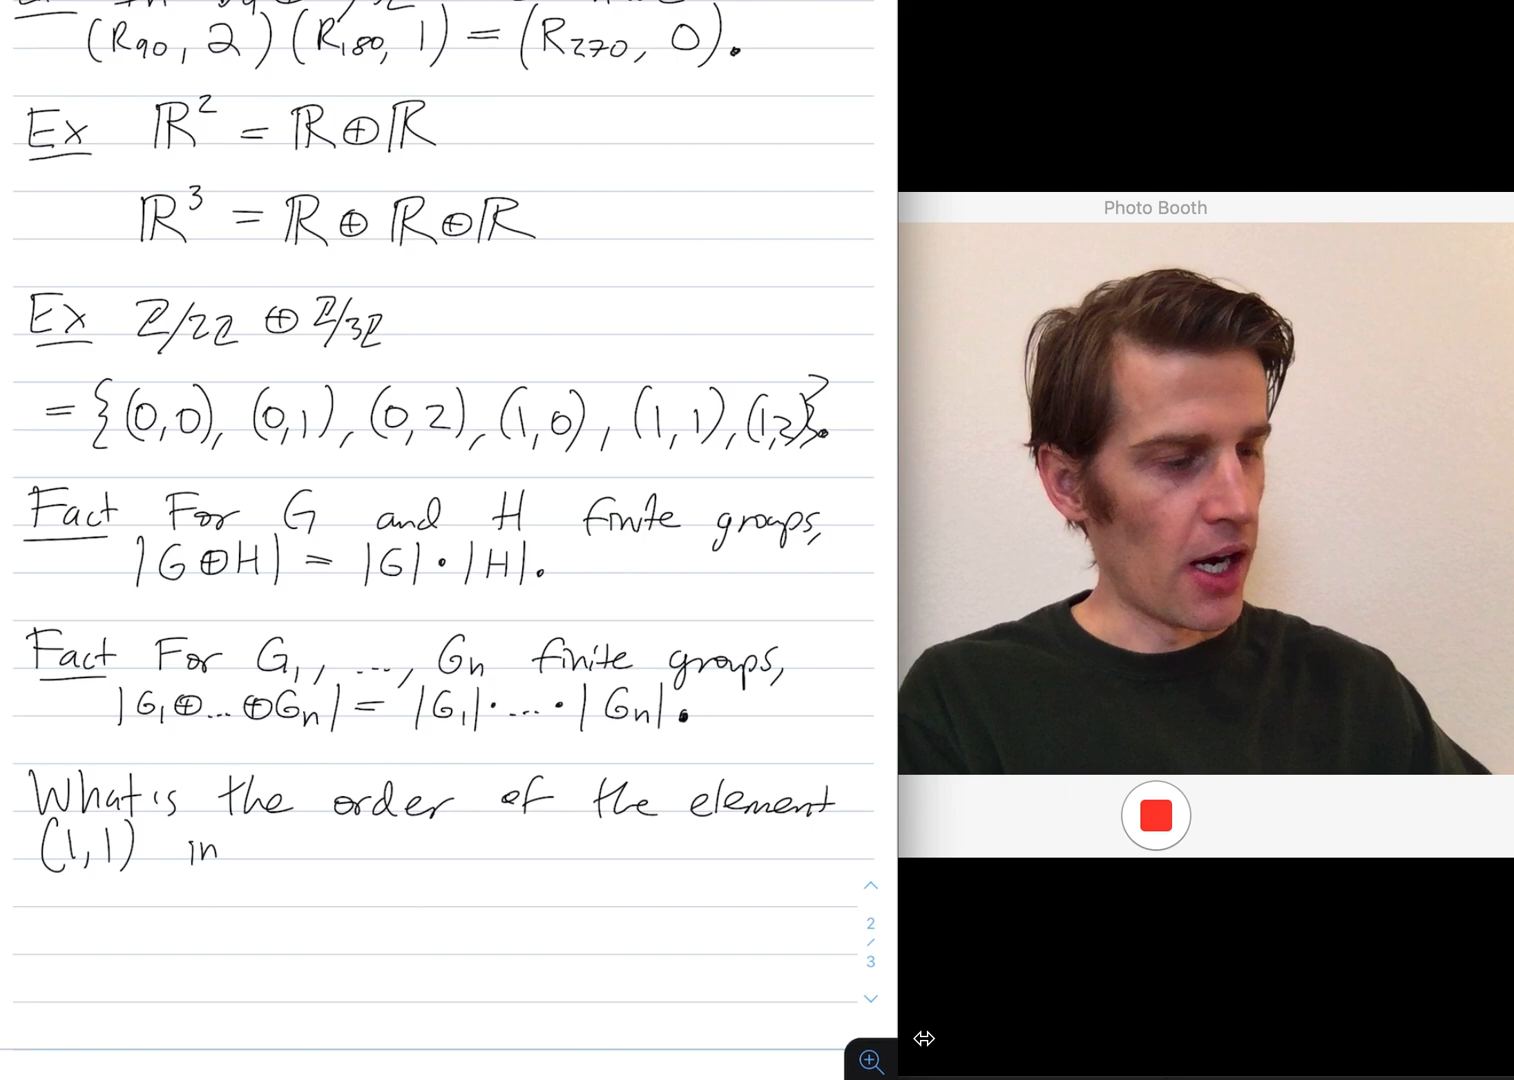 (R₉₀, 2)(R₁₈₀, 1) = (R₂₇₀, 0).
Ex ℝ² = ℝ⊕ℝ
ℝ³ = ℝ⊕ℝ⊕ℝ
Ex ℤ/2ℤ ⊕ ℤ/3ℤ
= {(0,0), (0,1), (0,2), (1,0), (1,1), (1,2)}.
Fact For G and H finite groups,
|G⊕H| = |G|·|H|.
Fact For G₁, ..., Gₙ finite groups,
|G₁⊕...⊕Gₙ| = |G₁|·...·|Gₙ|.
What is the order of the element
(1,1) in
2
/
3
Photo Booth